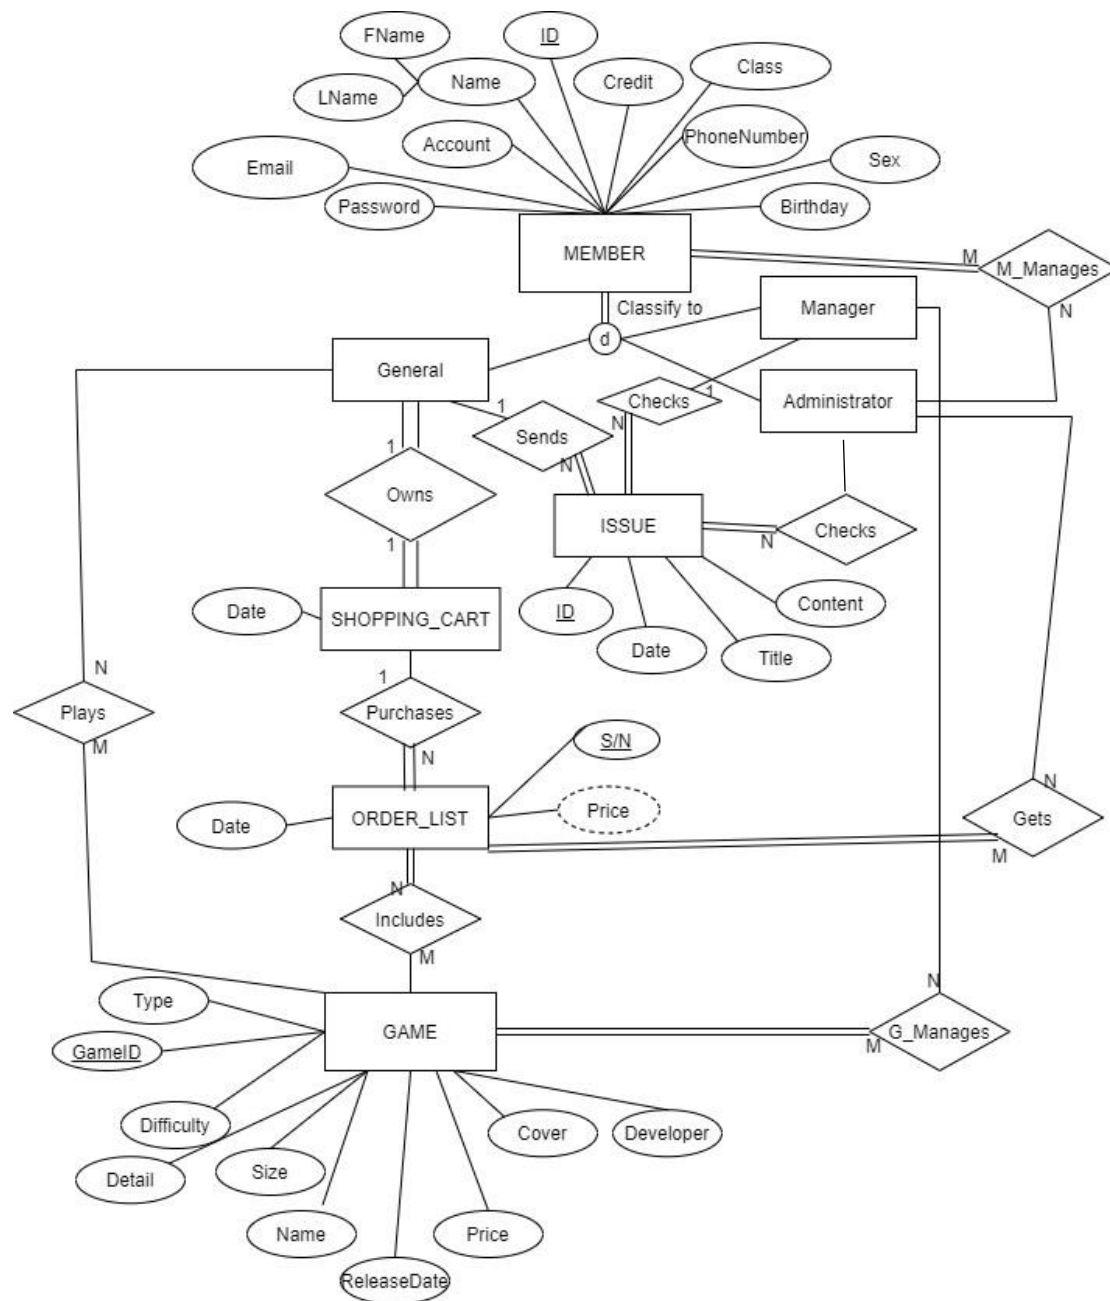 FName
ID
Class
LName
Name
Credit
Account
PhoneNumber
Email
Sex
Password
Birthday
MEMBER
M
M_Manages
Classify to
Manager
N
d
General
Checks
1
Administrator
1
Sends
N
1
N
Owns
ISSUE
N
Checks
1
Date
SHOPPING_CART
ID
Content
Date
Title
N
1
Plays
Purchases
M
S/N
N
N
Date
ORDER_LIST
Price
Gets
M
N
Includes
M
N
Type
GAME
G_Manages
M
GameID
Difficulty
Cover
Developer
Detail
Size
Name
Price
ReleaseDate